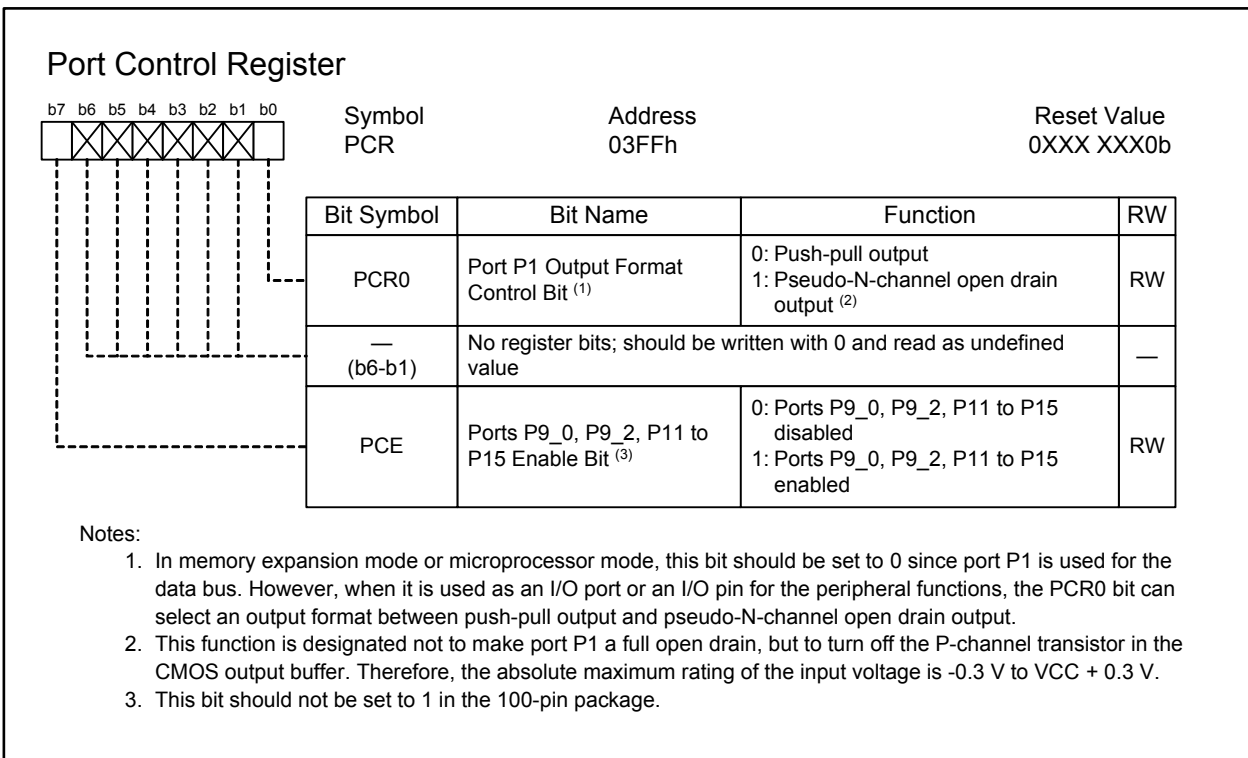 Port Control Register
b7 b6 b5 b4 b3 b2 b1 b0
Symbol Address Reset Value
PCR 03FFh 0XXX XXX0b
Bit Symbol Bit Name Function RW
PCR0
Port P1 Output Format
Control Bit (1)
0: Push-pull output
1: Pseudo-N-channel open drain
output (2)
RW
—
(b6-b1)
No register bits; should be written with 0 and read as undefined
value
—
PCE
Ports P9_0, P9_2, P11 to
P15 Enable Bit (3)
0: Ports P9_0, P9_2, P11 to P15
disabled
1: Ports P9_0, P9_2, P11 to P15
enabled
RW
Notes:
1. In memory expansion mode or microprocessor mode, this bit should be set to 0 since port P1 is used for the
data bus. However, when it is used as an I/O port or an I/O pin for the peripheral functions, the PCR0 bit can
select an output format between push-pull output and pseudo-N-channel open drain output.
2. This function is designated not to make port P1 a full open drain, but to turn off the P-channel transistor in the
CMOS output buffer. Therefore, the absolute maximum rating of the input voltage is -0.3 V to VCC + 0.3 V.
3. This bit should not be set to 1 in the 100-pin package.